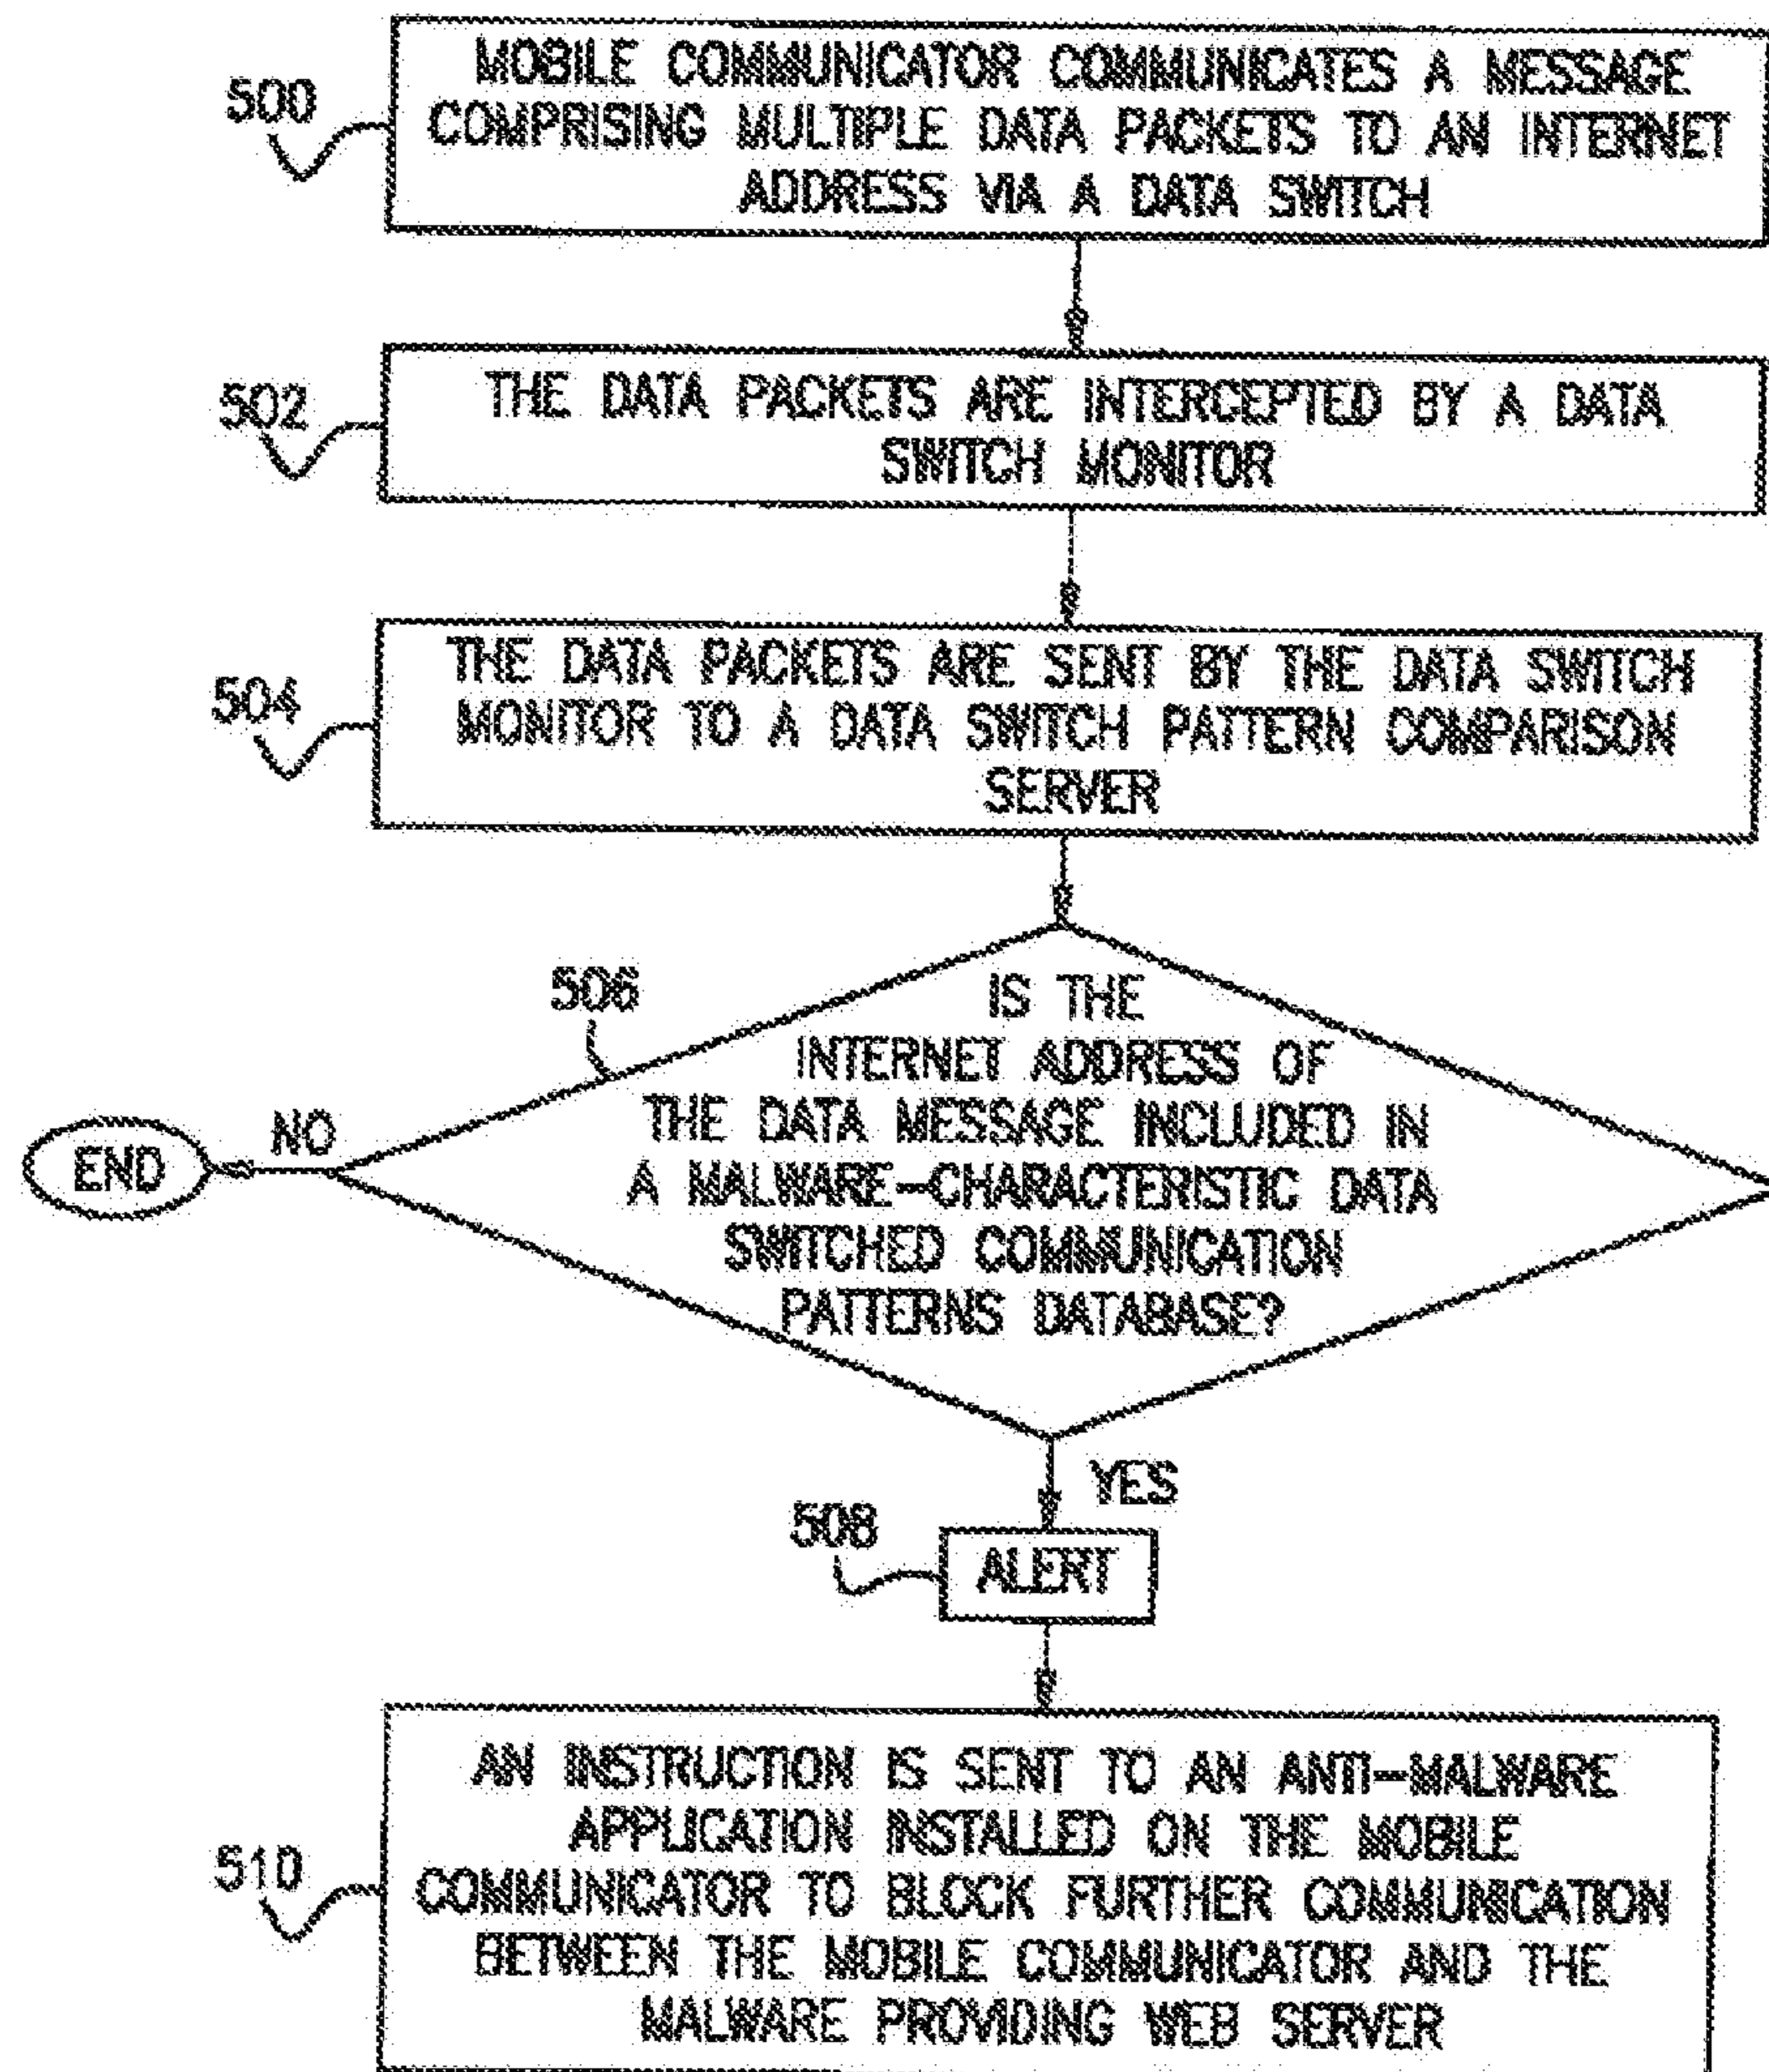 500
MOBILE COMMUNICATOR COMMUNICATES A MESSAGE
COMPRISING MULTIPLE DATA PACKETS TO AN INTERNET
ADDRESS VIA A DATA SWITCH
502
THE DATA PACKETS ARE INTERCEPTED BY A DATA
SWITCH MONITOR
504
THE DATA PACKETS ARE SENT BY THE DATA SWITCH
MONITOR TO A DATA SWITCH PATTERN COMPARISON
SERVER
506
IS THE
INTERNET ADDRESS OF
THE DATA MESSAGE INCLUDED IN
A MALWARE-CHARACTERISTIC DATA
SWITCHED COMMUNICATION
PATTERNS DATABASE?
NO
END
YES
508
ALERT
510
AN INSTRUCTION IS SENT TO AN ANTI-MALWARE
APPLICATION INSTALLED ON THE MOBILE
COMMUNICATOR TO BLOCK FURTHER COMMUNICATION
BETWEEN THE MOBILE COMMUNICATOR AND THE
MALWARE PROVIDING WEB SERVER